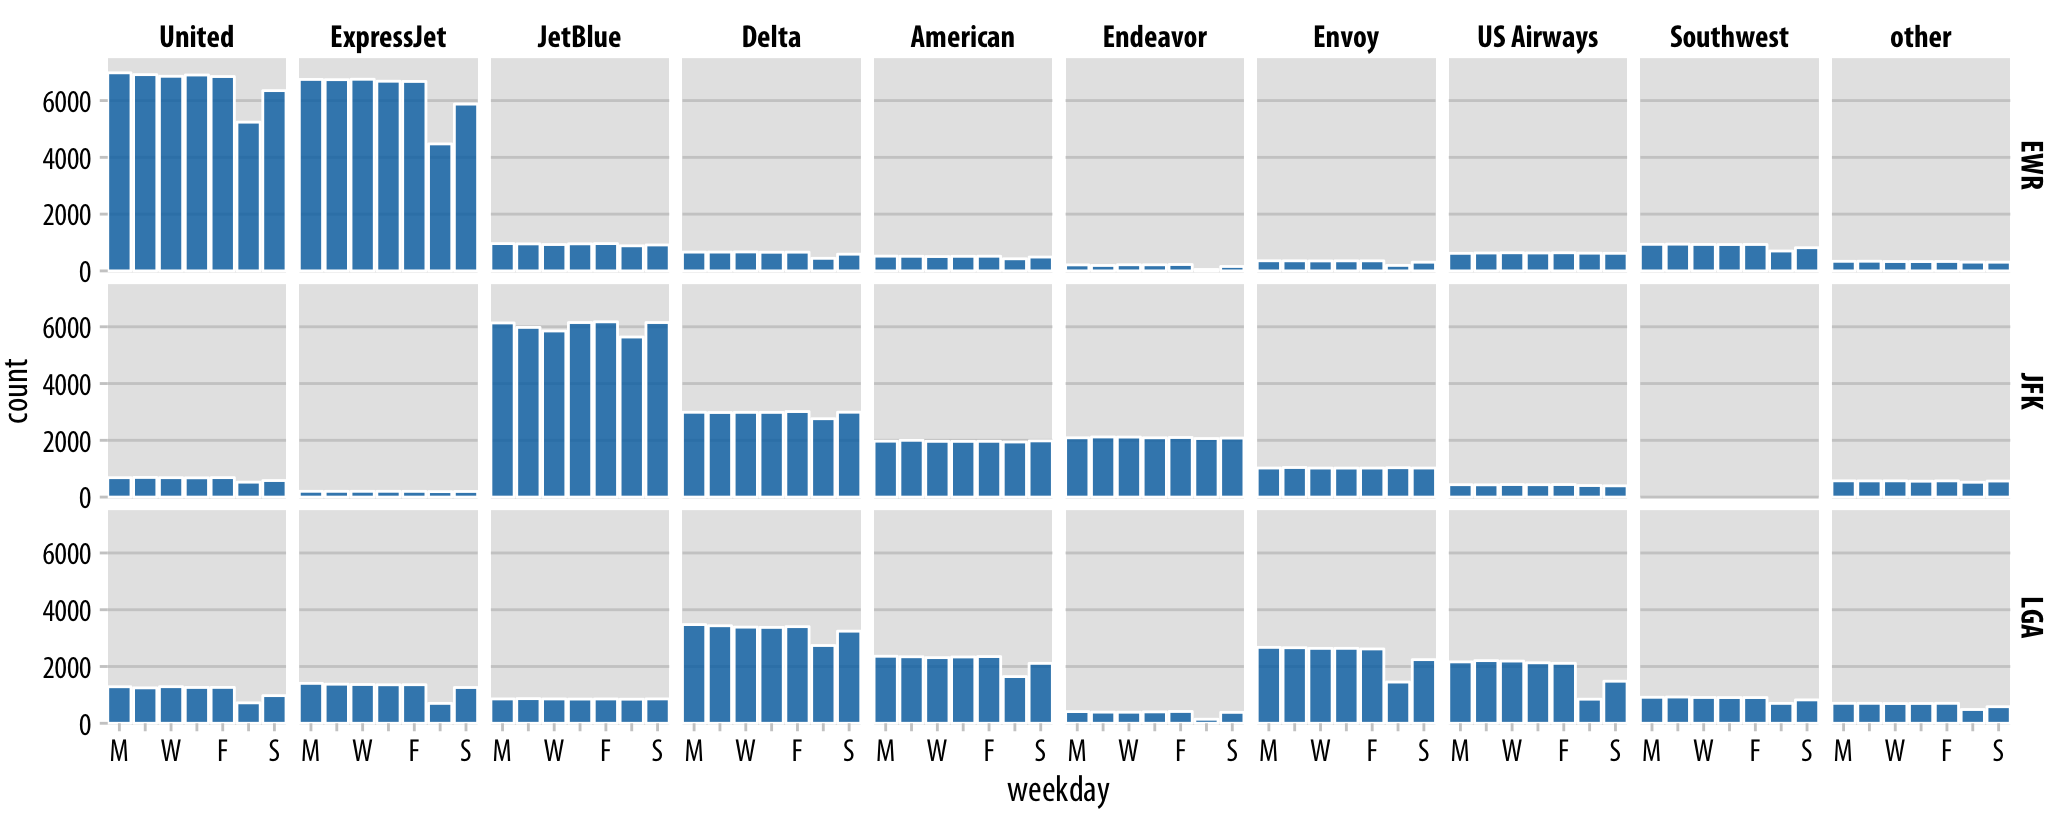 United ExpressJet JetBlue Delta American Endeavor Envoy US Airways Southwest other
6000
4000
2000
0
EWR
6000
4000
2000
0
JFK
count
6000
4000
2000
0
LGA
M W F S M W F S M W F S M W F S M W F S M W F S M W F S M W F S M W F S M W F S
weekday